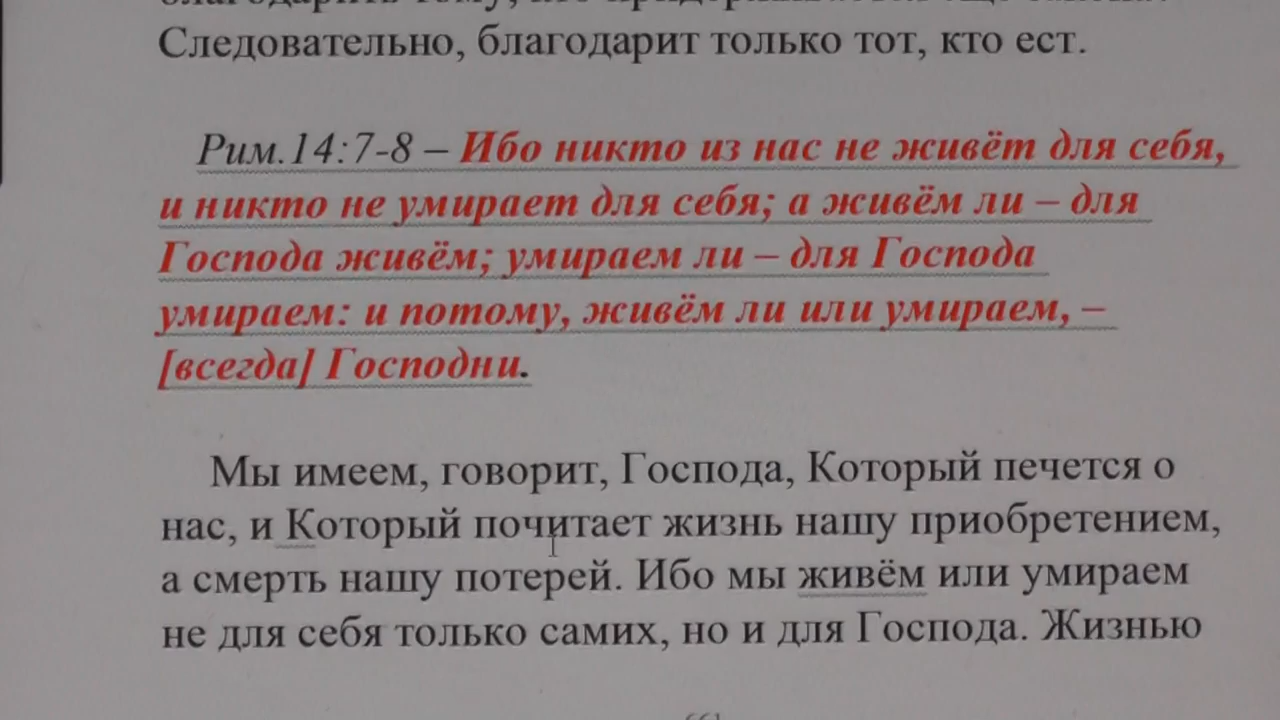 Следовательно, благодарит только тот, кто ест.
Рим.14:7-8 – Ибо никто из нас не живёт для себя,
и никто не умирает для себя; а живём ли – для
Господа живём; умираем ли – для Господа
умираем: и потому, живём ли или умираем, –
[всегда] Господни.
Мы имеем, говорит, Господа, Который печется о
нас, и Который почитает жизнь нашу приобретением,
а смерть нашу потерей. Ибо мы живём или умираем
не для себя только самих, но и для Господа. Жизнью